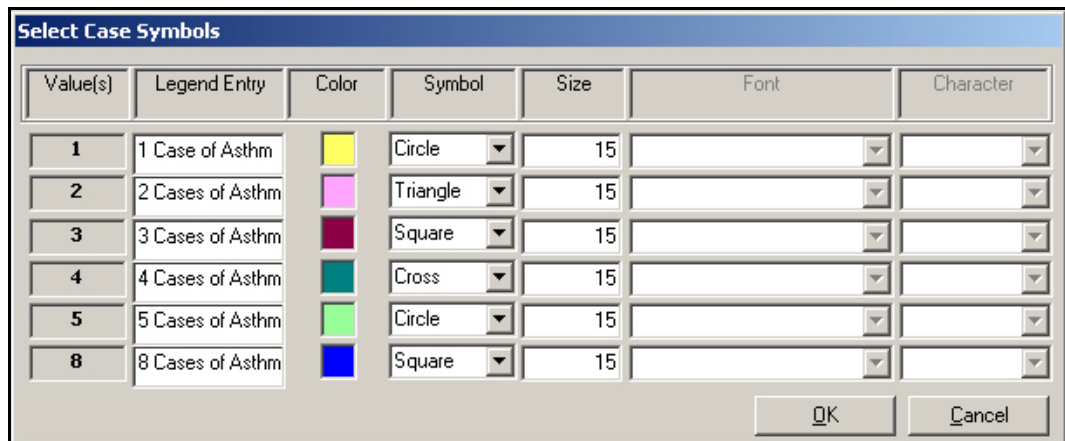 Select Case Symbols
Value(s) Legend Entry Color Symbol Size Font Character
1 1 Case of Asthm Circle 15
2 2 Cases of Asthm Triangle 15
3 3 Cases of Asthm Square 15
4 4 Cases of Asthm Cross 15
5 5 Cases of Asthm Circle 15
8 8 Cases of Asthm Square 15
OK Cancel